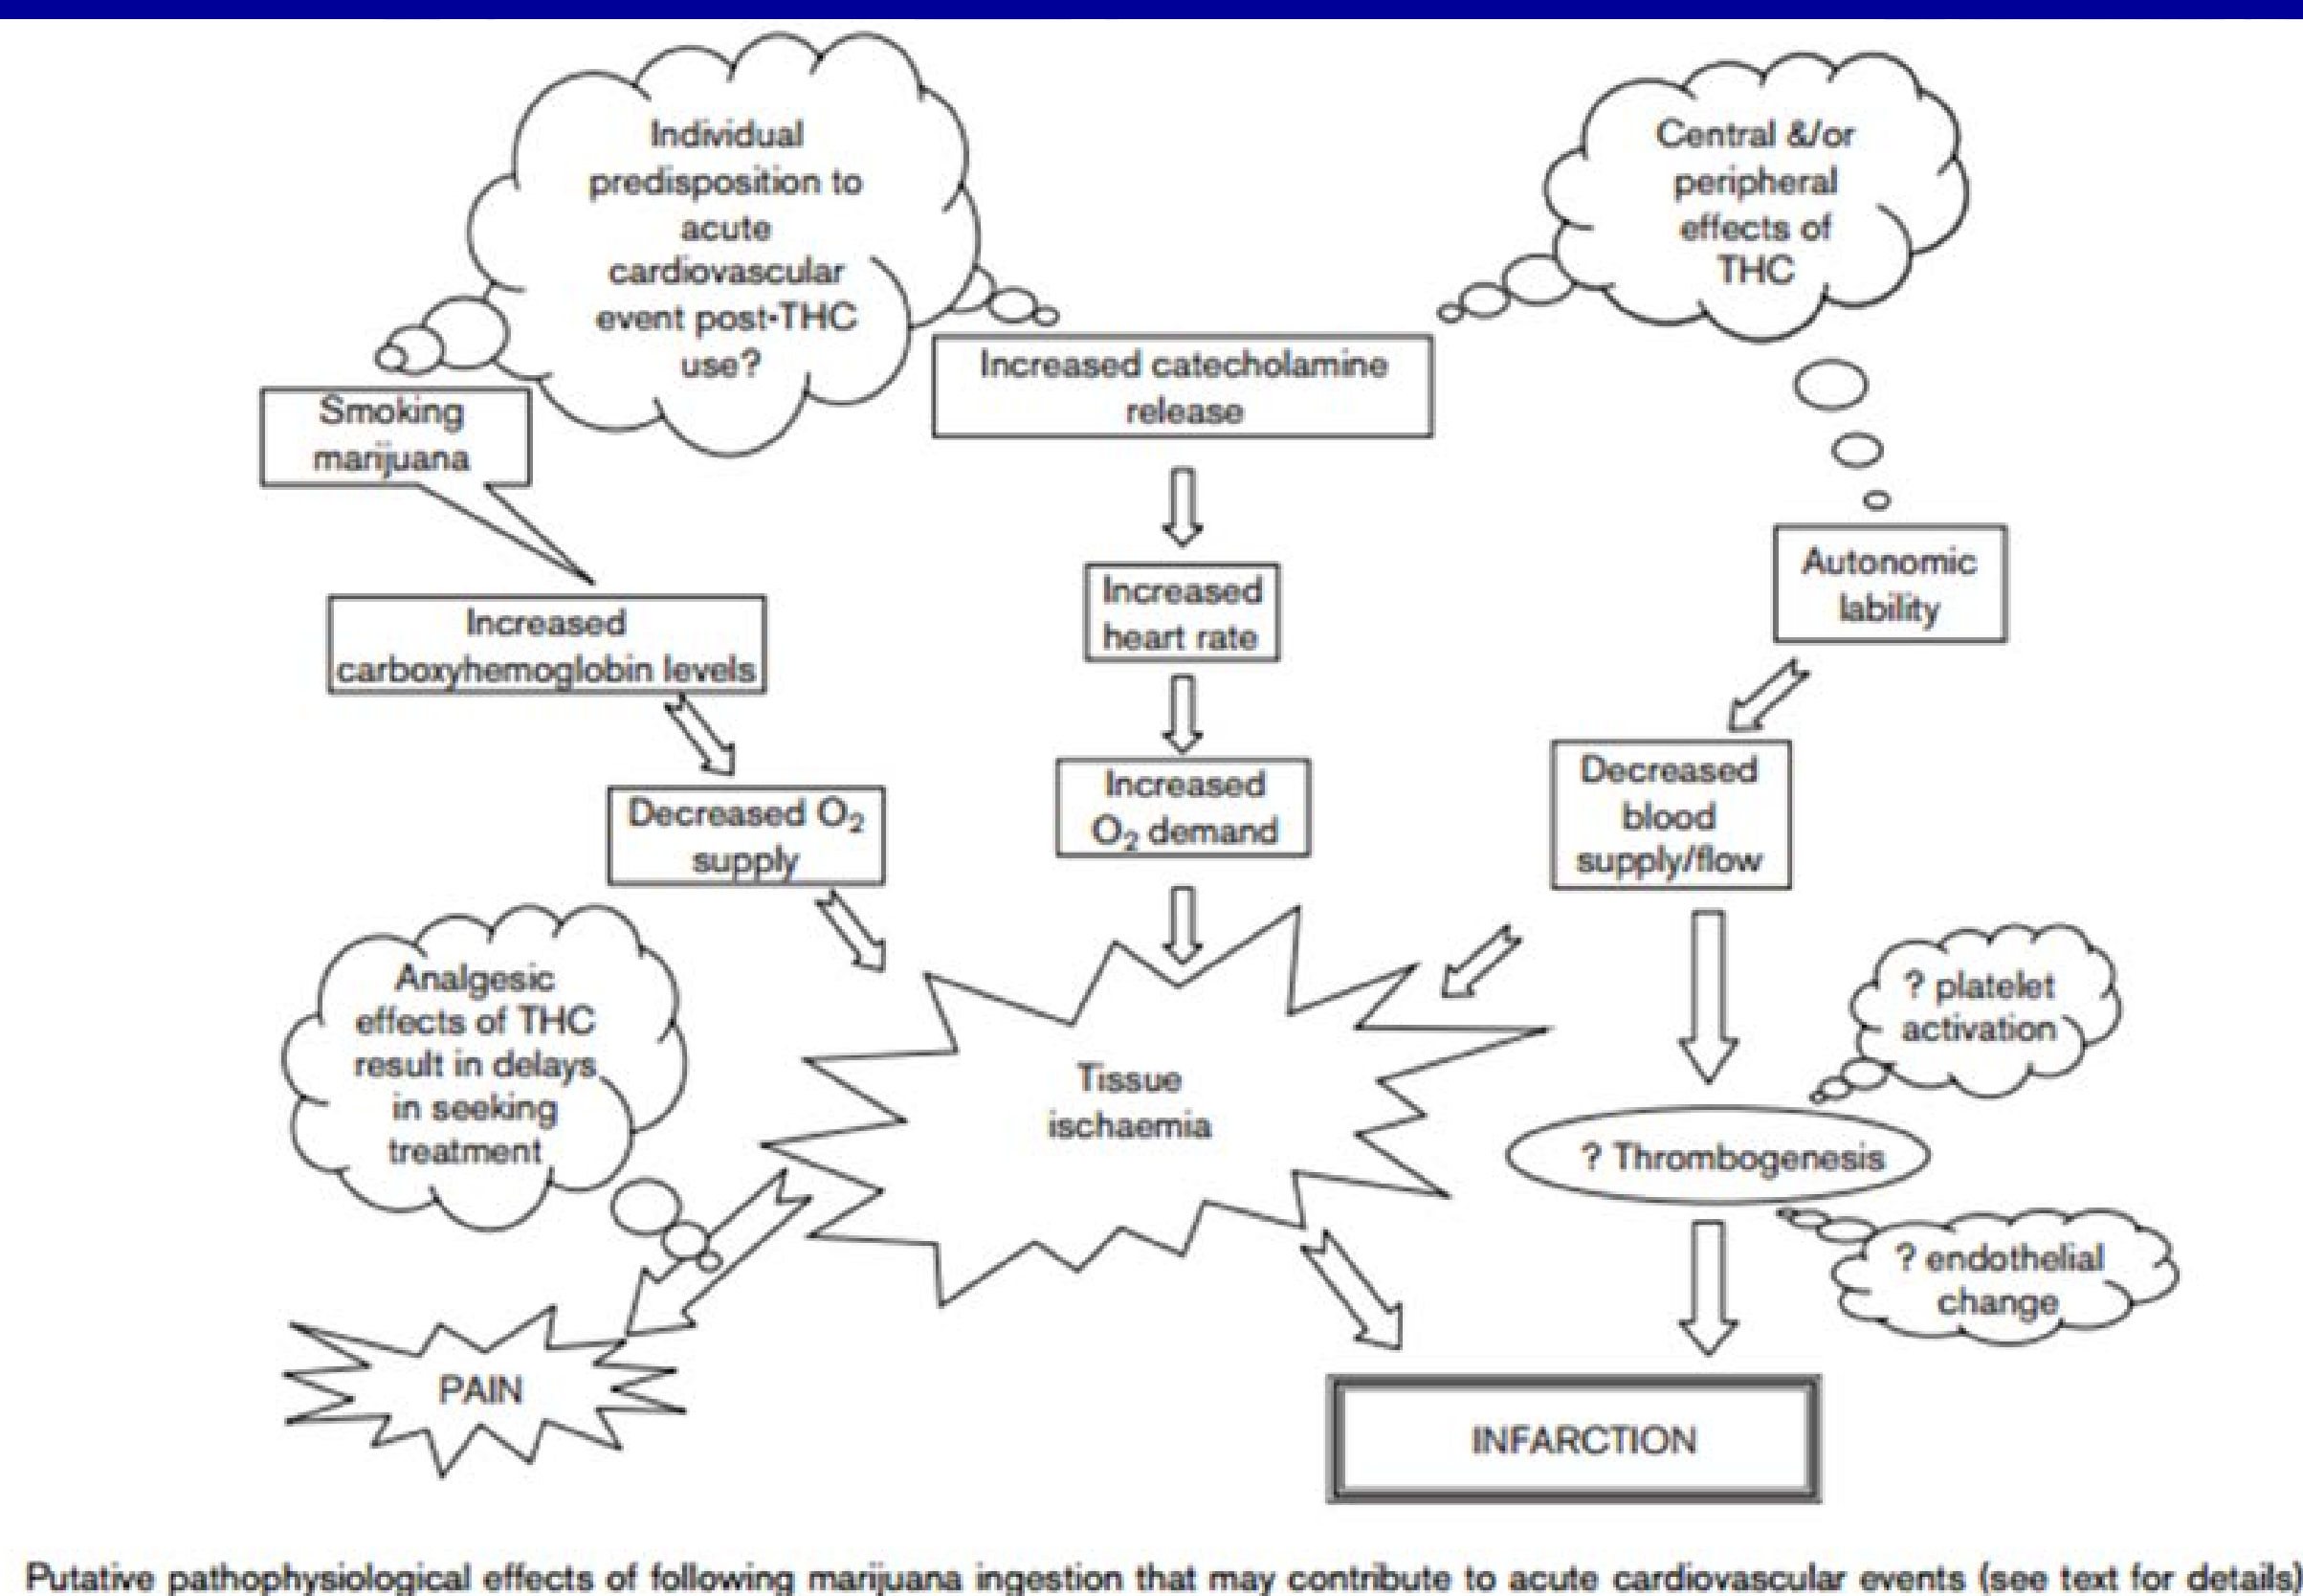 Individual
predisposition to
acute
cardiovascular
event post-THC
use?
Central &/or
peripheral
effects of
THC
Smoking
marijuana
Increased catecholamine
release
Increased
carboxyhemoglobin levels
Increased
heart rate
Autonomic
lability
Decreased O₂
supply
Increased
O₂ demand
Decreased
blood
supply/flow
Analgesic
effects of THC
result in delays
in seeking
treatment
Tissue
ischaemia
? platelet
activation
? Thrombogenesis
? endothelial
change
PAIN
INFARCTION
Putative pathophysiological effects of following marijuana ingestion that may contribute to acute cardiovascular events (see text for details)